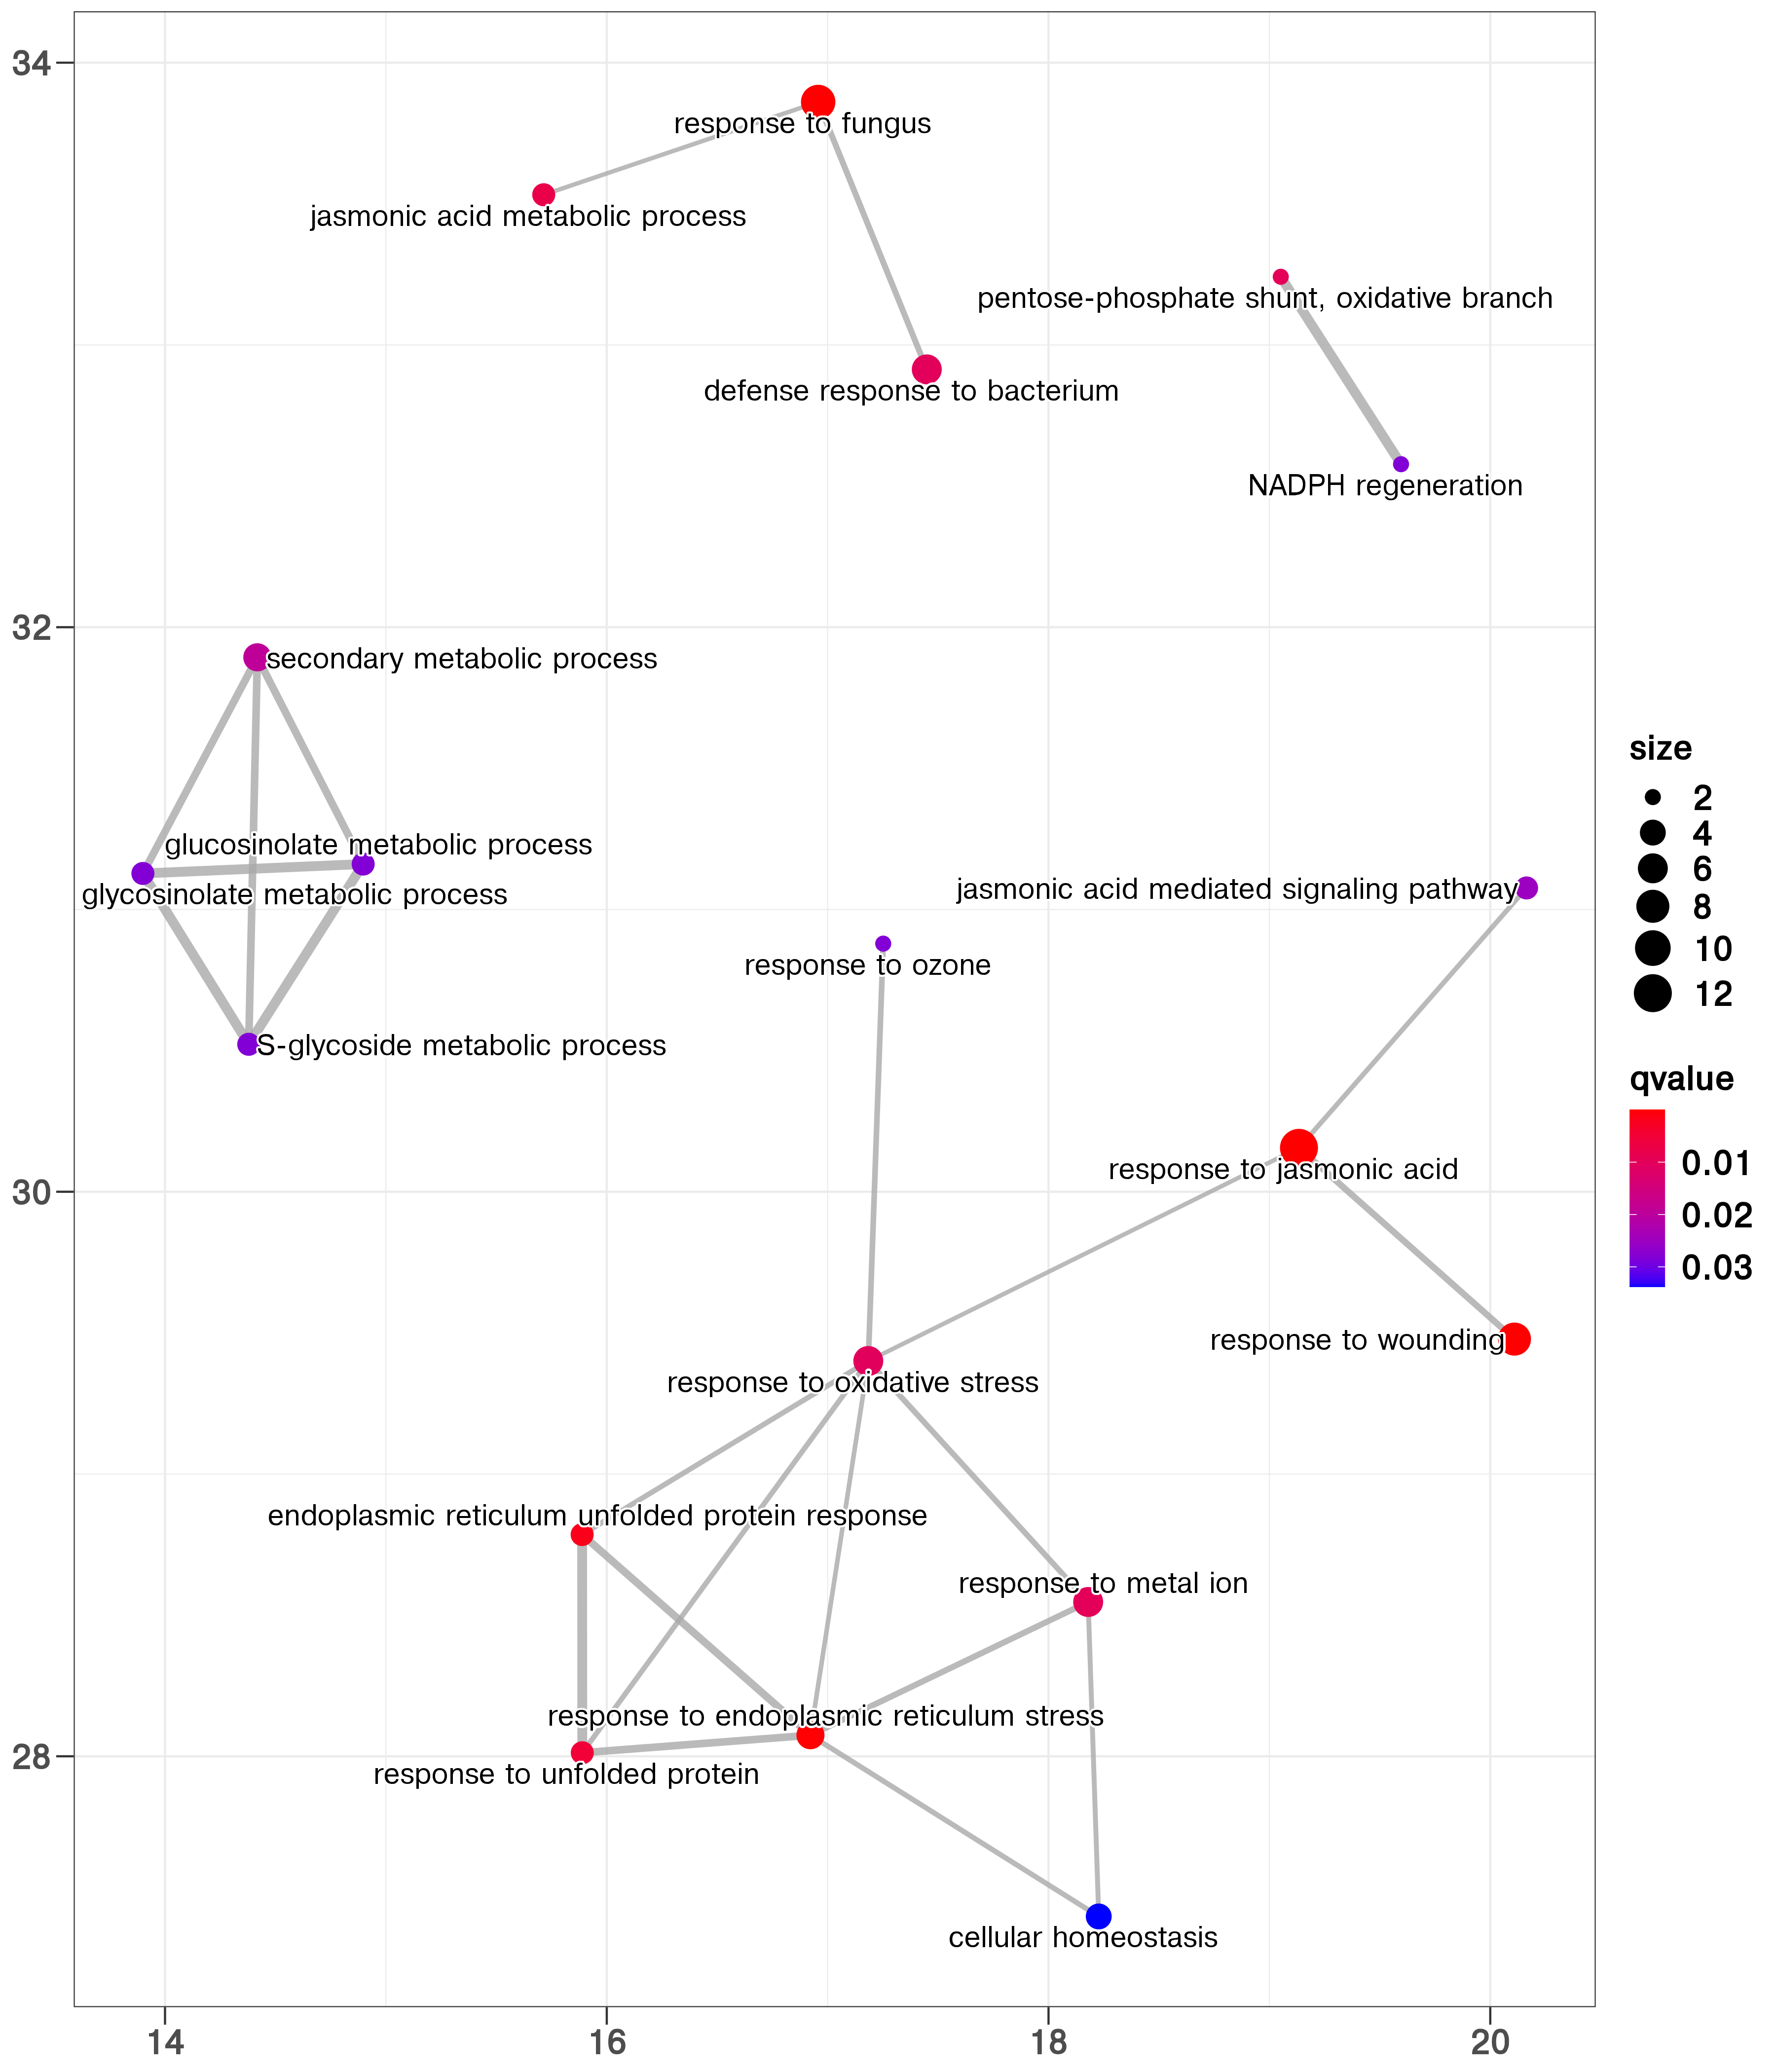 34
response to fungus
jasmonic acid metabolic process
pentose-phosphate shunt, oxidative branch
defense response to bacterium
NADPH regeneration
32
secondary metabolic process
glucosinolate metabolic process
glycosinolate metabolic process
jasmonic acid mediated signaling pathway
response to ozone
S-glycoside metabolic process
response to jasmonic acid
30
response to wounding
response to oxidative stress
endoplasmic reticulum unfolded protein response
response to metal ion
response to endoplasmic reticulum stress
28
response to unfolded protein
cellular homeostasis
14
16
18
20
size
2
4
6
8
10
12
qvalue
0.01
0.02
0.03